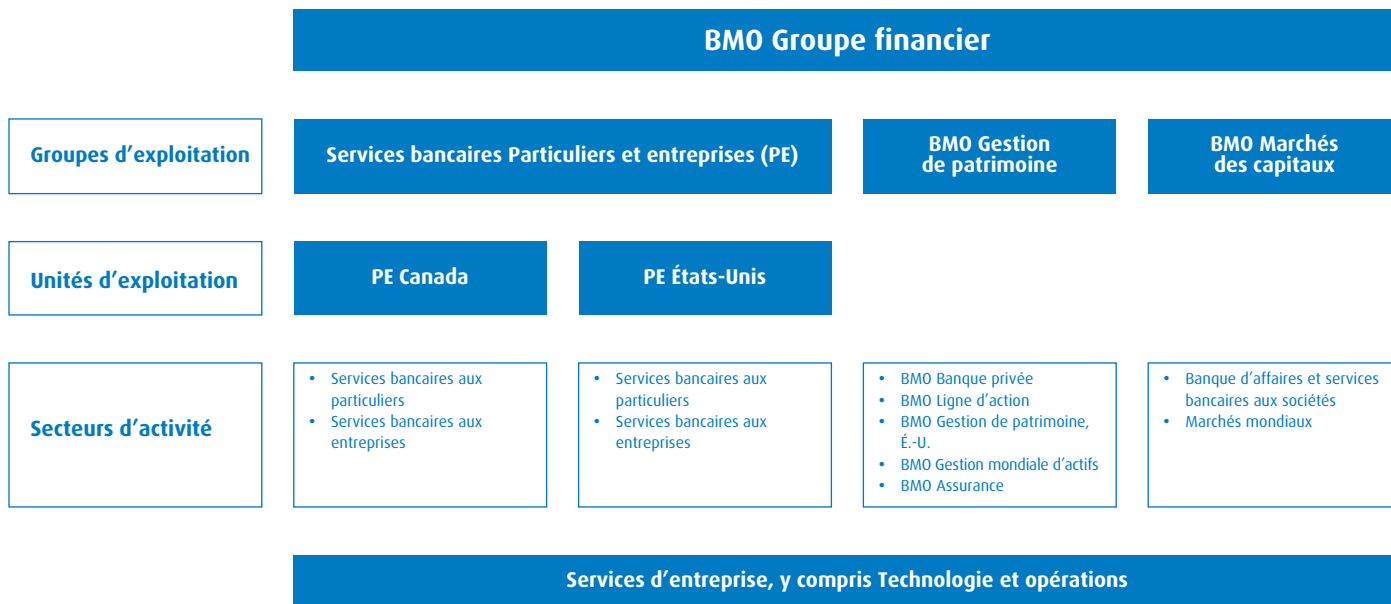 BMO Groupe financier
Groupes d'exploitation
Services bancaires Particuliers et entreprises (PE)
BMO Gestion
de patrimoine
BMO Marchés
des capitaux
Unités d'exploitation
PE Canada
PE États-Unis
Secteurs d'activité
• Services bancaires aux
particuliers
• Services bancaires aux
entreprises
• Services bancaires aux
particuliers
• Services bancaires aux
entreprises
• BMO Banque privée
• BMO Ligne d'action
• BMO Gestion de patrimoine,
É.-U.
• BMO Gestion mondiale d'actifs
• BMO Assurance
• Banque d'affaires et services
bancaires aux sociétés
• Marchés mondiaux
Services d'entreprise, y compris Technologie et opérations